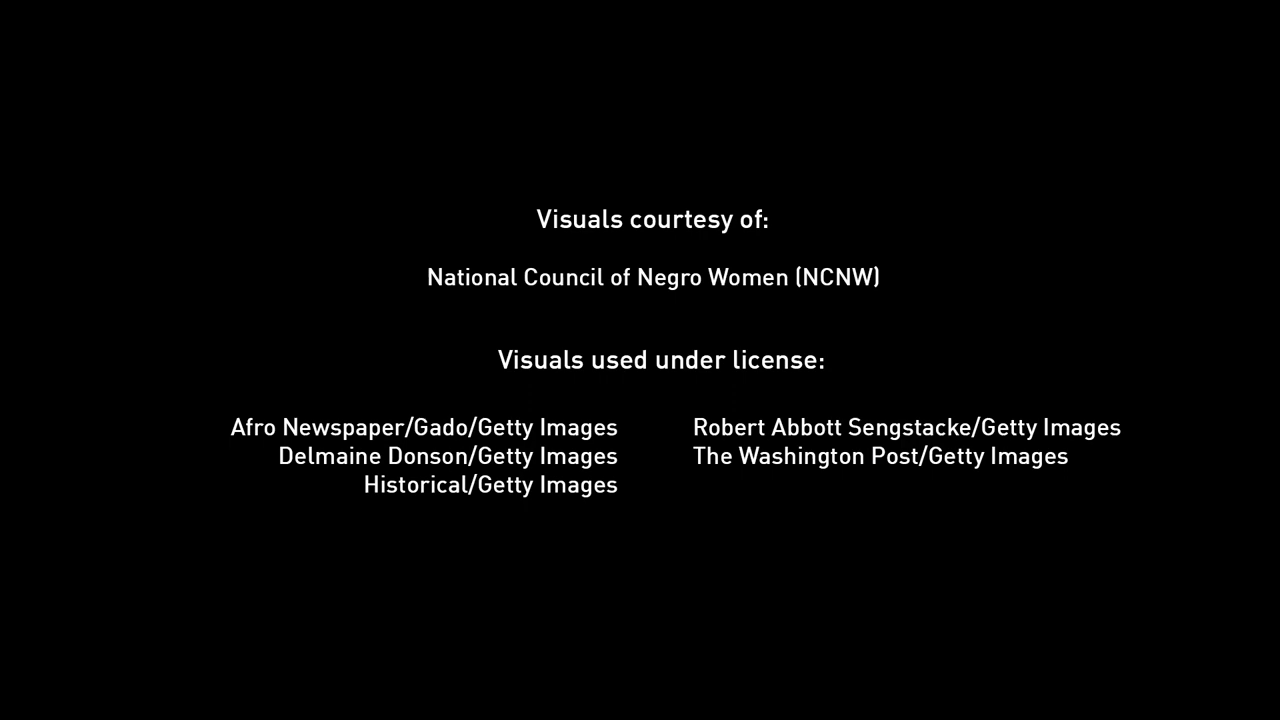 Visuals courtesy of:
National Council of Negro Women (NCNW)
Visuals used under license:
Afro Newspaper/Gado/Getty Images
Delmaine Donson/Getty Images
Historical/Getty Images
Robert Abbott Sengstacke/Getty Images
The Washington Post/Getty Images